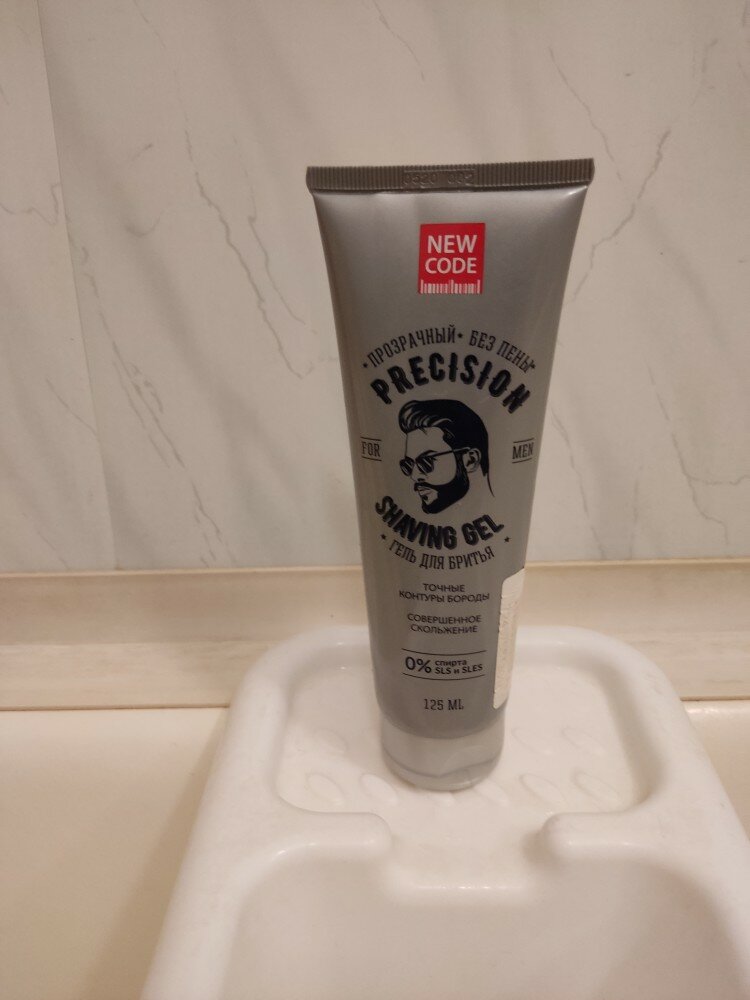 NEW
CODE
ПРОЗРАЧНЫЙ • БЕЗ ПЕНЫ
PRECISION
FOR
MEN
SHAVING GEL
ГЕЛЬ ДЛЯ БРИТЬЯ
ТОЧНЫЕ
КОНТУРЫ БОРОДЫ
СОВЕРШЕННОЕ
СКОЛЬЖЕНИЕ
0% спирта
SLS и SLES
125 ML